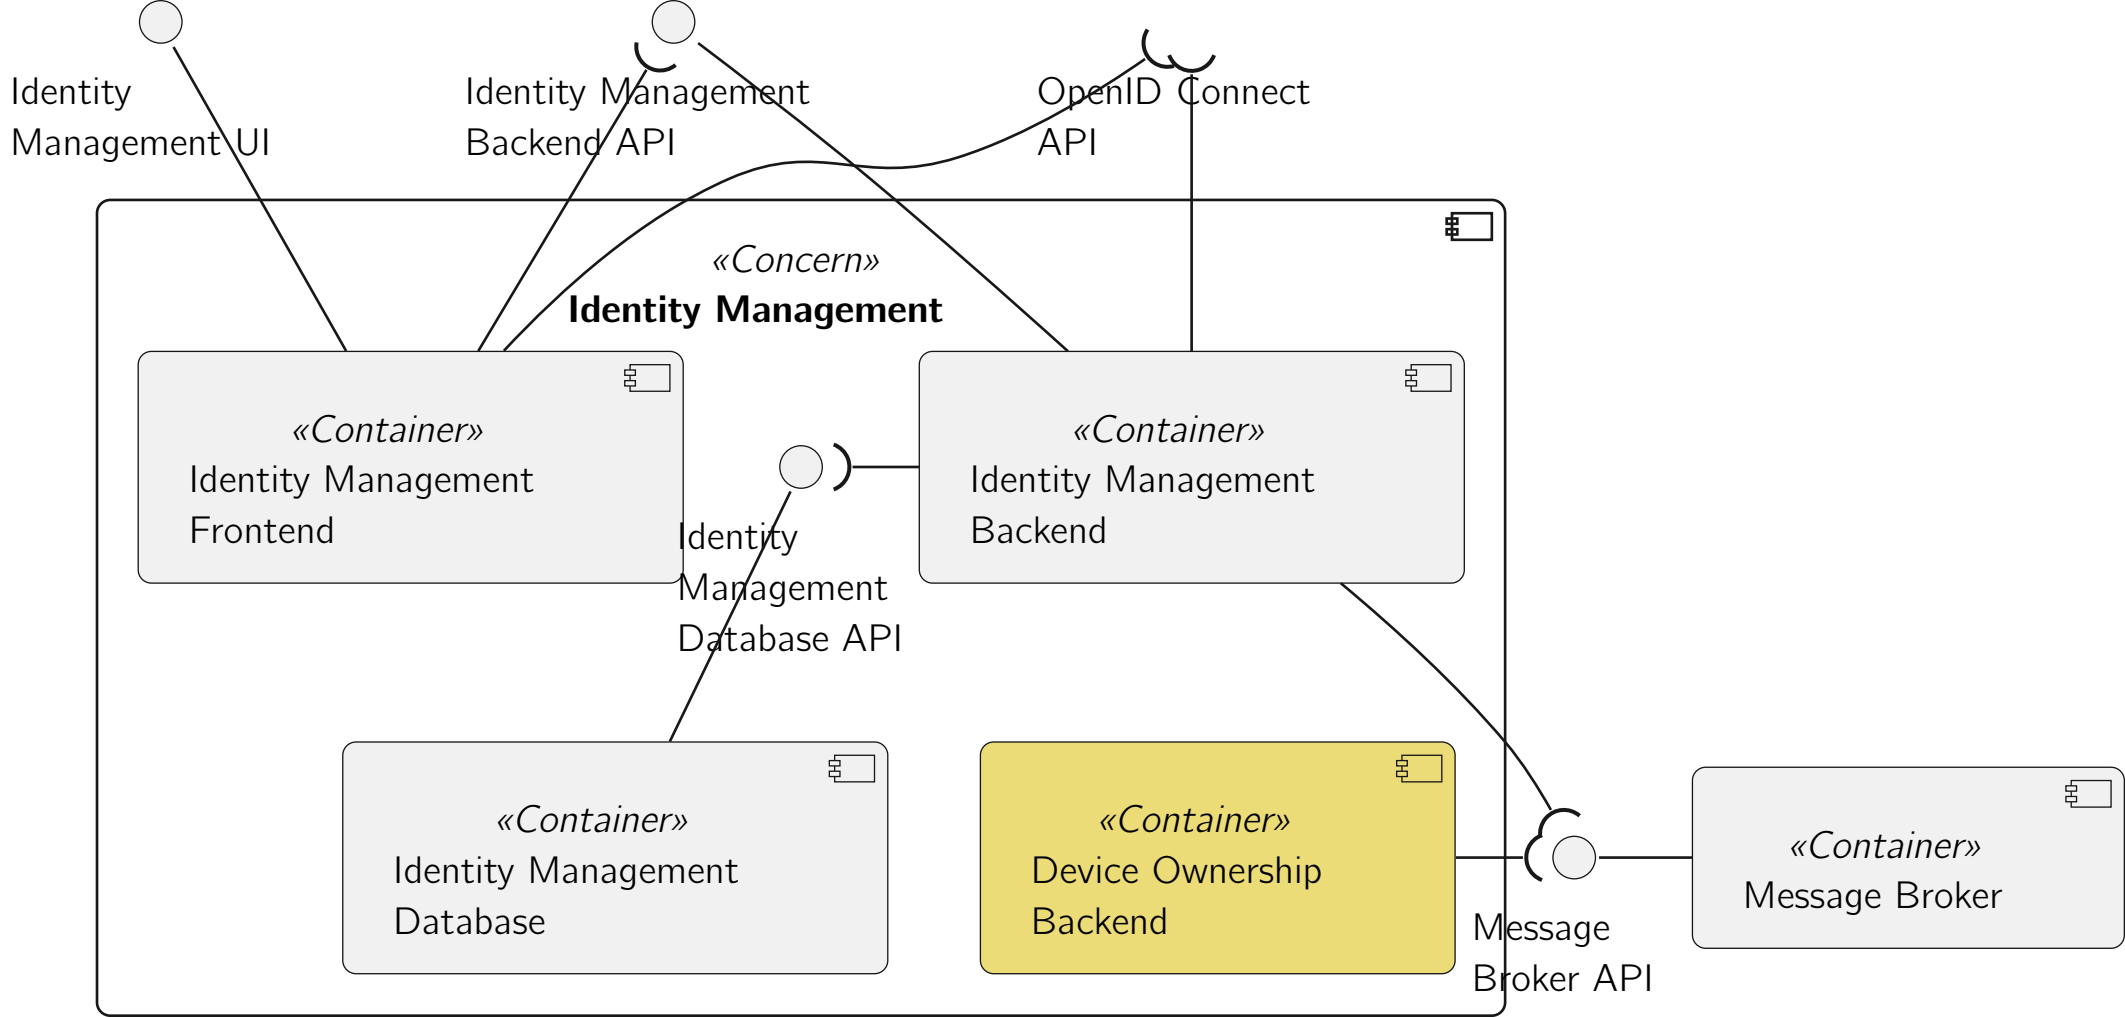 Identity
Management UI
Identity Management
Backend API
OpenID Connect
API
«Concern»
Identity Management
«Container»
Identity Management
Frontend
«Container»
Identity Management
Backend
Identity
Management
Database API
«Container»
Identity Management
Database
«Container»
Device Ownership
Backend
Message
Broker API
«Container»
Message Broker